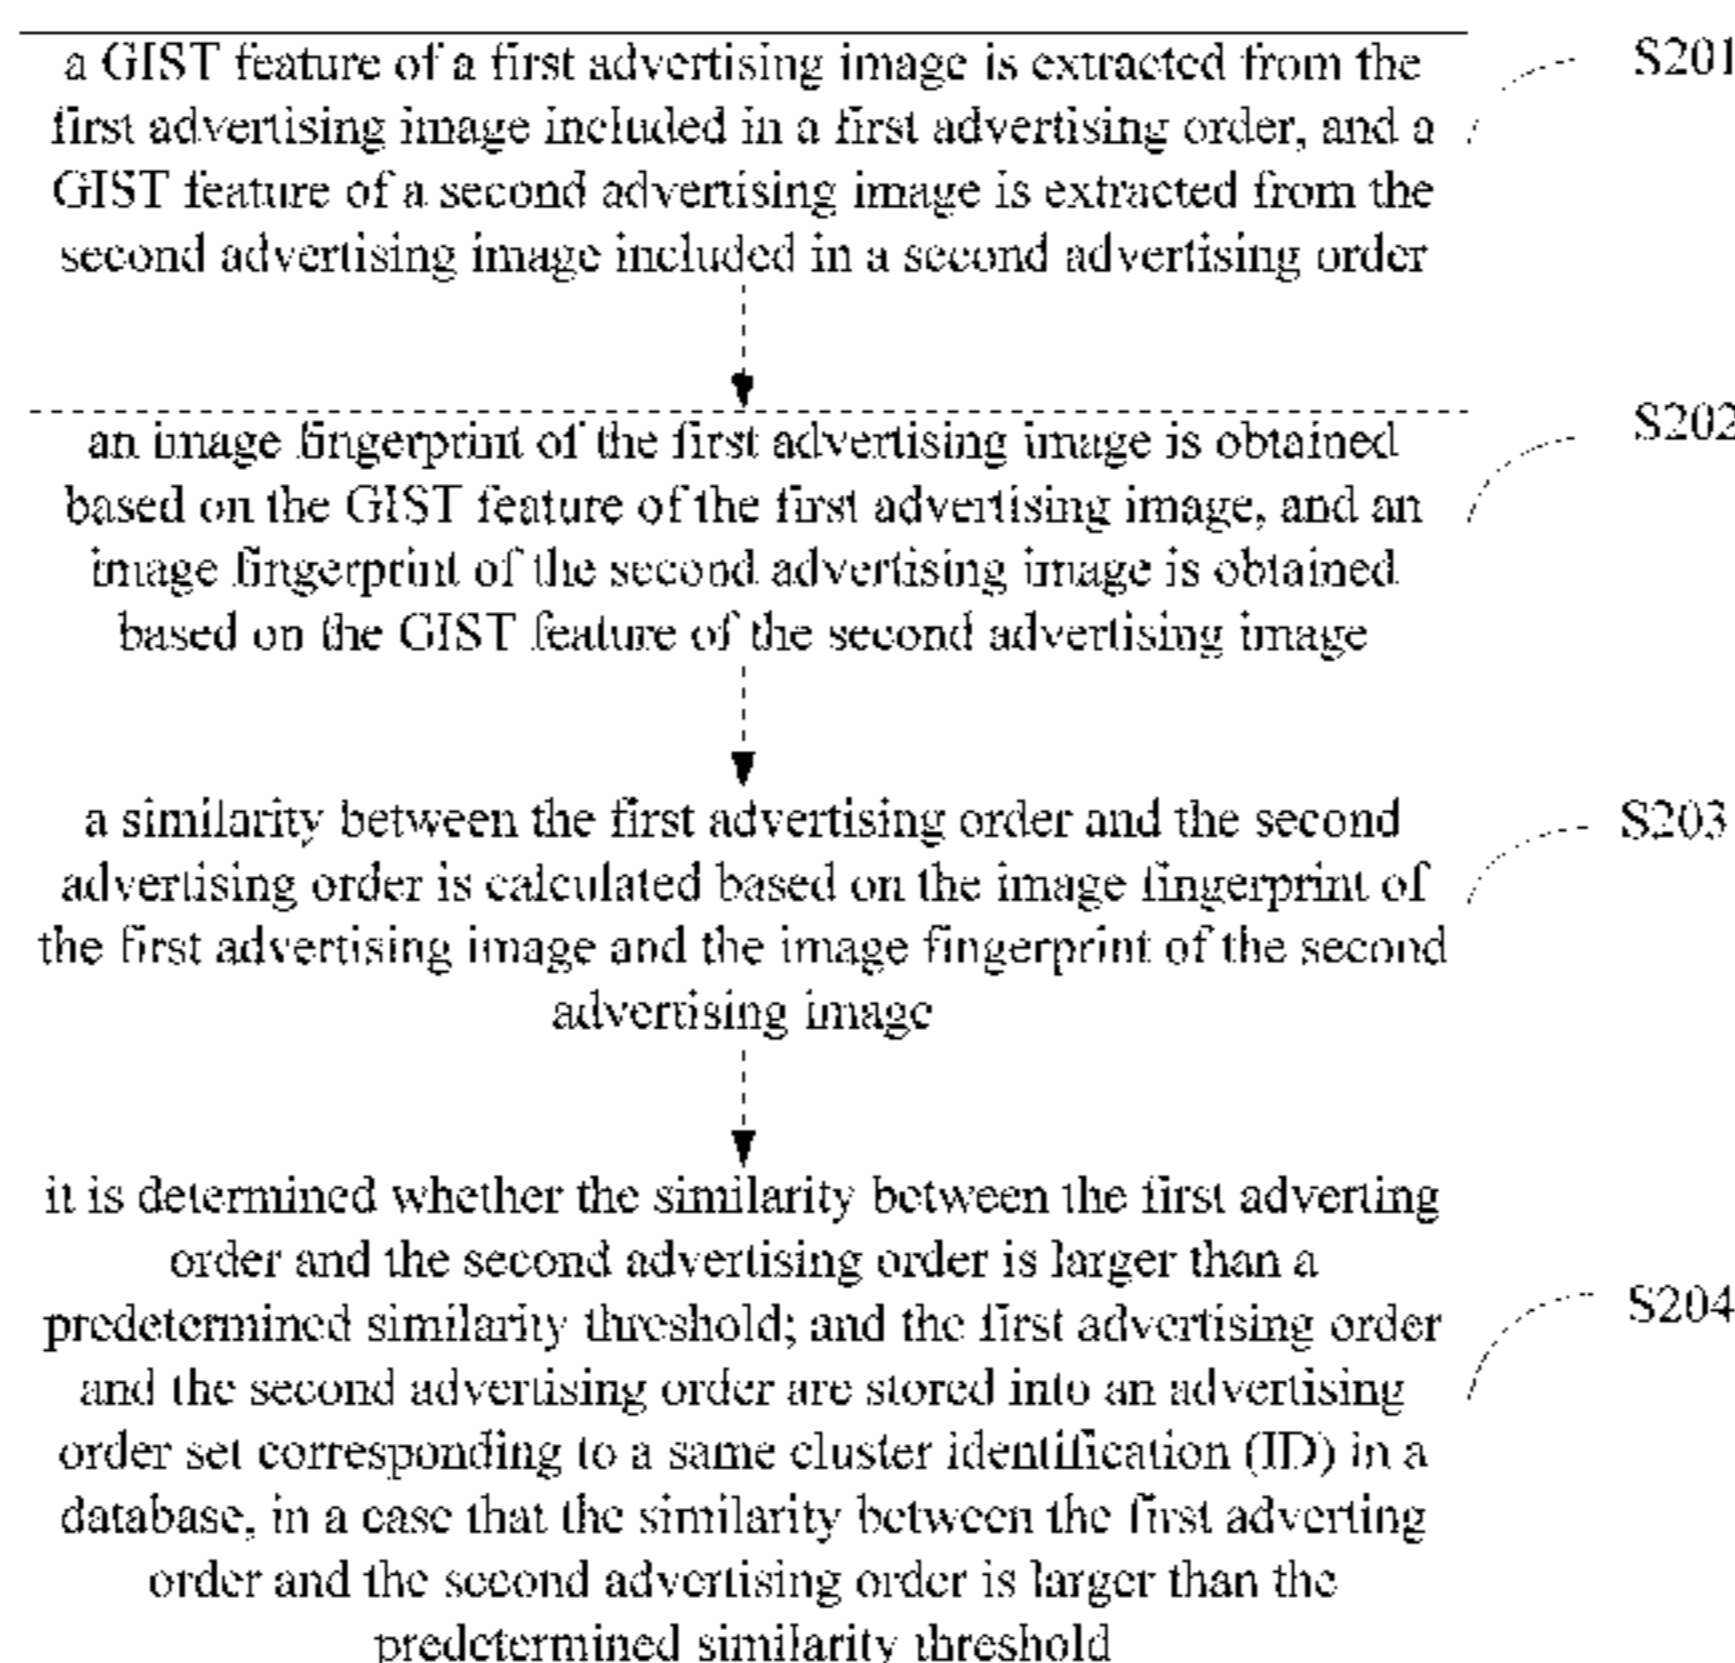 a GIST feature of a first advertising image is extracted from the
first advertising image included in a first advertising order, and a
GIST feature of a second advertising image is extracted from the
second advertising image included in a second advertising order
S201
an image fingerprint of the first advertising image is obtained
based on the GIST feature of the first advertising image, and an
image fingerprint of the second advertising image is obtained
based on the GIST feature of the second advertising image
S202
a similarity between the first advertising order and the second
advertising order is calculated based on the image fingerprint of
the first advertising image and the image fingerprint of the second
advertising image
S203
it is determined whether the similarity between the first adverting
order and the second advertising order is larger than a
predetermined similarity threshold; and the first advertising order
and the second advertising order are stored into an advertising
order set corresponding to a same cluster identification (ID) in a
database, in a case that the similarity between the first adverting
order and the second advertising order is larger than the
predetermined similarity threshold
S204